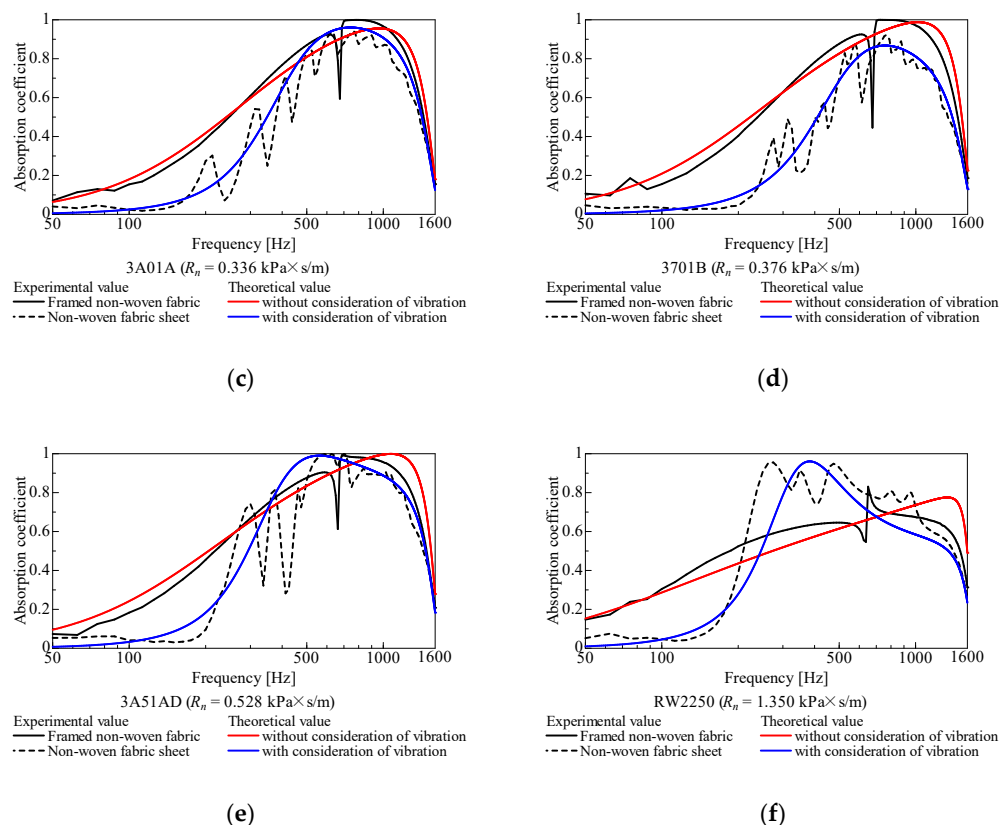 1
0.8
0.6
0.4
0.2
0
50
100
500
1000
1600
Absorption coefficient
Frequency [Hz]
3A01A (Rn = 0.336 kPa×s/m)
Experimental value
Theoretical value
Framed non-woven fabric
without consideration of vibration
Non-woven fabric sheet
with consideration of vibration
(c)
1
0.8
0.6
0.4
0.2
0
50
100
500
1000
1600
Absorption coefficient
Frequency [Hz]
3701B (Rn = 0.376 kPa×s/m)
Experimental value
Theoretical value
Framed non-woven fabric
without consideration of vibration
Non-woven fabric sheet
with consideration of vibration
(d)
1
0.8
0.6
0.4
0.2
0
50
100
500
1000
1600
Absorption coefficient
Frequency [Hz]
3A51AD (Rn = 0.528 kPa×s/m)
Experimental value
Theoretical value
Framed non-woven fabric
without consideration of vibration
Non-woven fabric sheet
with consideration of vibration
(e)
1
0.8
0.6
0.4
0.2
0
50
100
500
1000
1600
Absorption coefficient
Frequency [Hz]
RW2250 (Rn = 1.350 kPa×s/m)
Experimental value
Theoretical value
Framed non-woven fabric
without consideration of vibration
Non-woven fabric sheet
with consideration of vibration
(f)